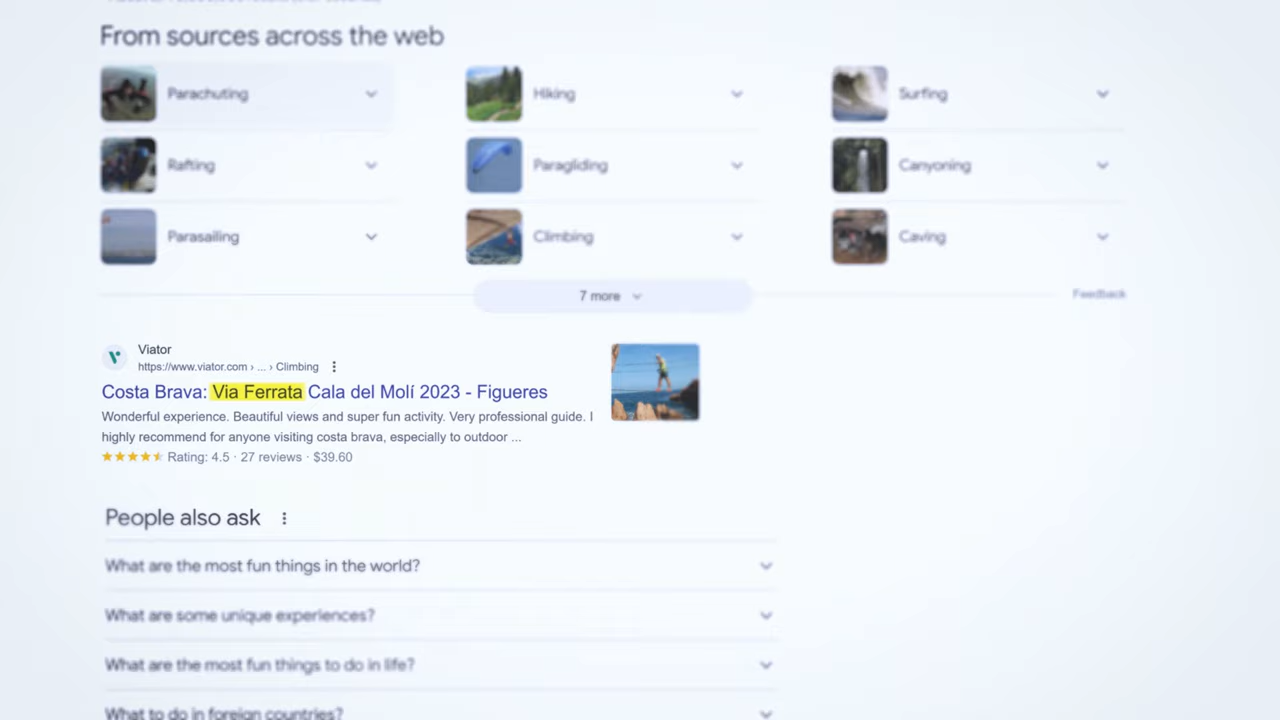 From sources across the web
Parachuting
Hiking
Surfing
Rafting
Paragliding
Canyoning
Parasailing
Climbing
Caving
7 more
Feedback
Viator
https://www.viator.com › ... › Climbing
Costa Brava: Via Ferrata Cala del Molí 2023 - Figueres
Wonderful experience. Beautiful views and super fun activity. Very professional guide. I
highly recommend for anyone visiting costa brava, especially to outdoor ...
Rating: 4.5 · 27 reviews · $39.60
People also ask
What are the most fun things in the world?
What are some unique experiences?
What are the most fun things to do in life?
What to do in foreign countries?